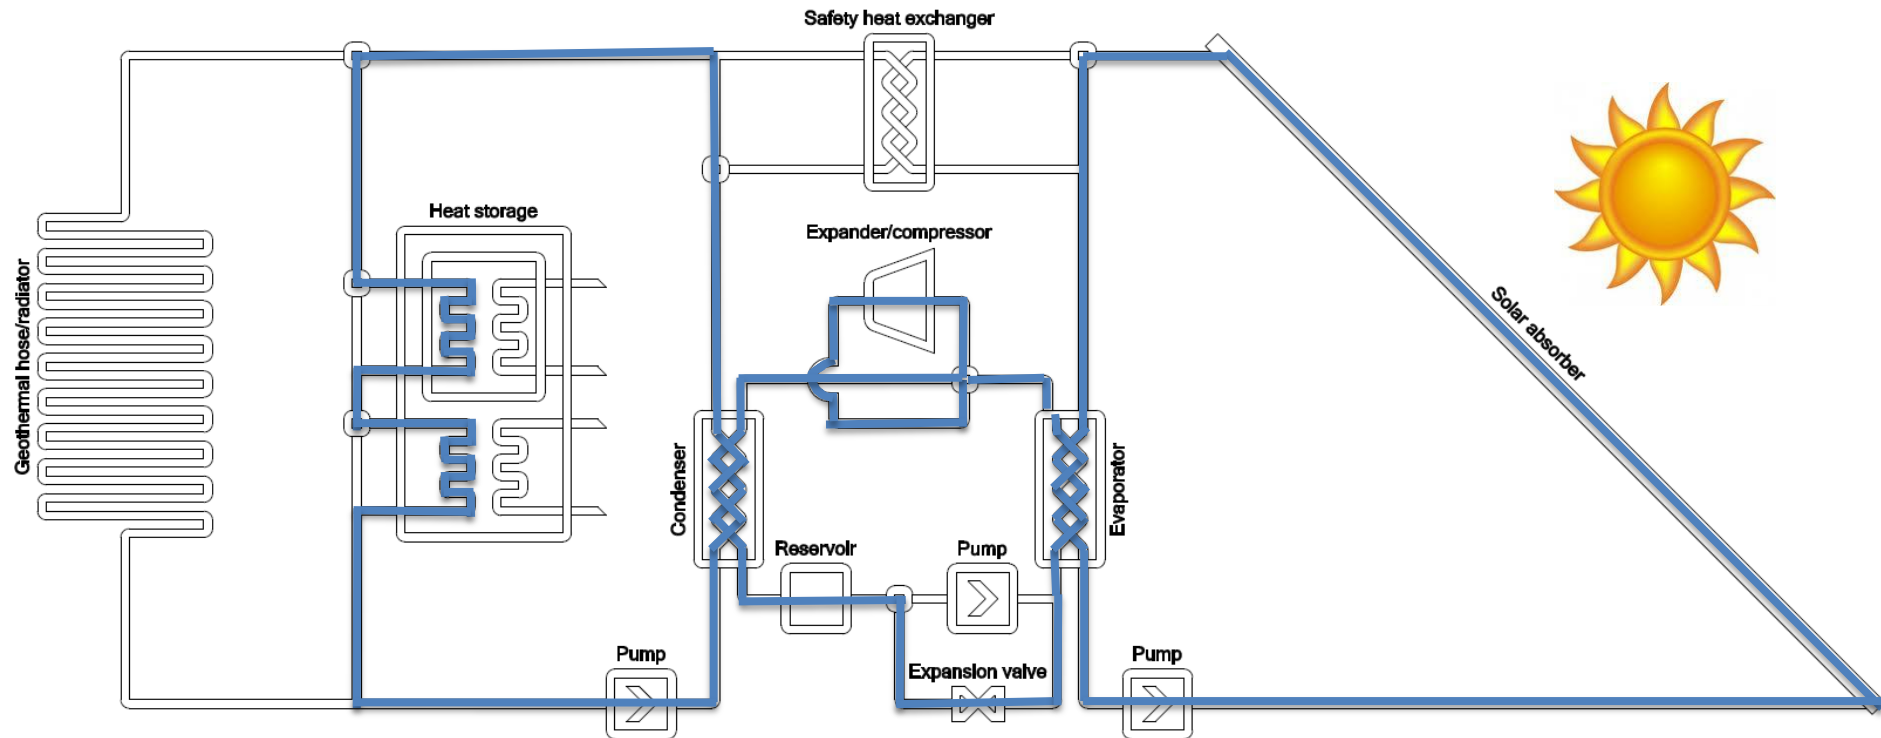 Safety heat exchanger
Heat storage
Expander/compressor
Geothermal hose/radiator
Solar absorber
Condenser
Evaporator
Reservoir
Pump
Pump
Expansion valve
Pump